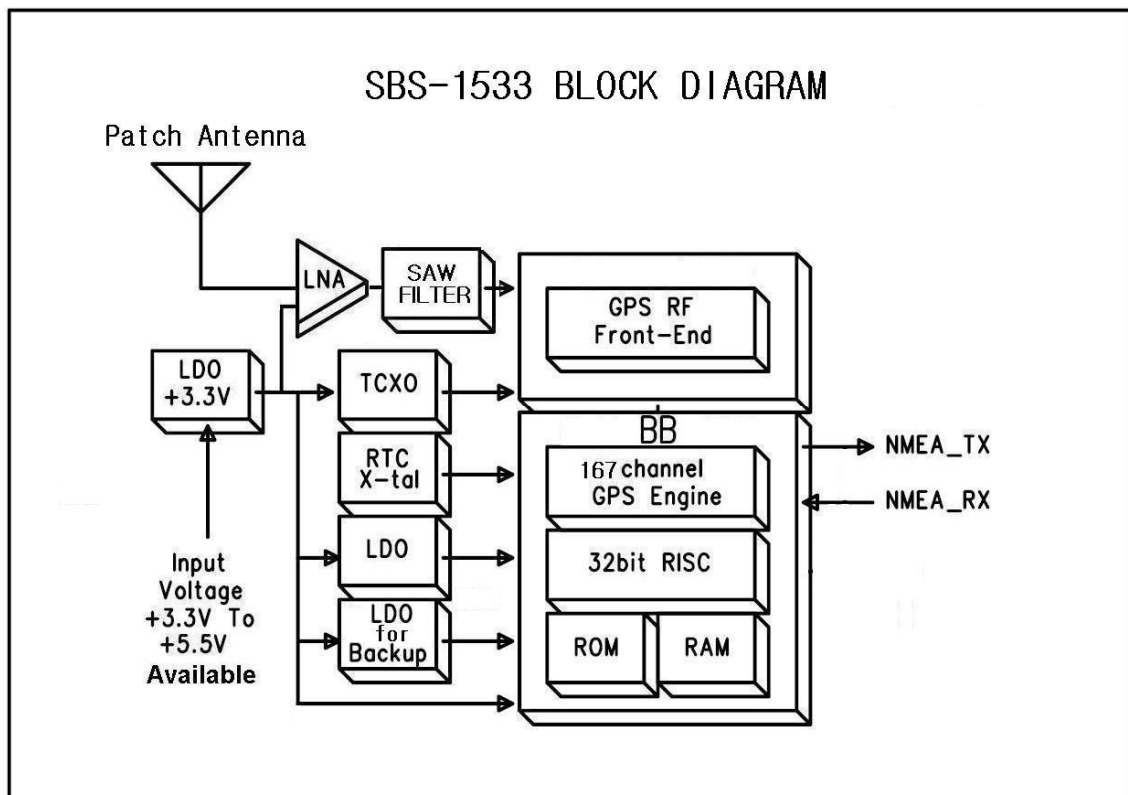 SBS-1533 BLOCK DIAGRAM
Patch Antenna
LNA
SAW
FILTER
GPS RF
Front-End
LDO
+3.3V
TCXO
BB
RTC
X-tal
167 channel
GPS Engine
NMEA_TX
NMEA_RX
LDO
32bit RISC
Input
Voltage
+3.3V To
+5.5V
Available
LDO
for
Backup
ROM
RAM